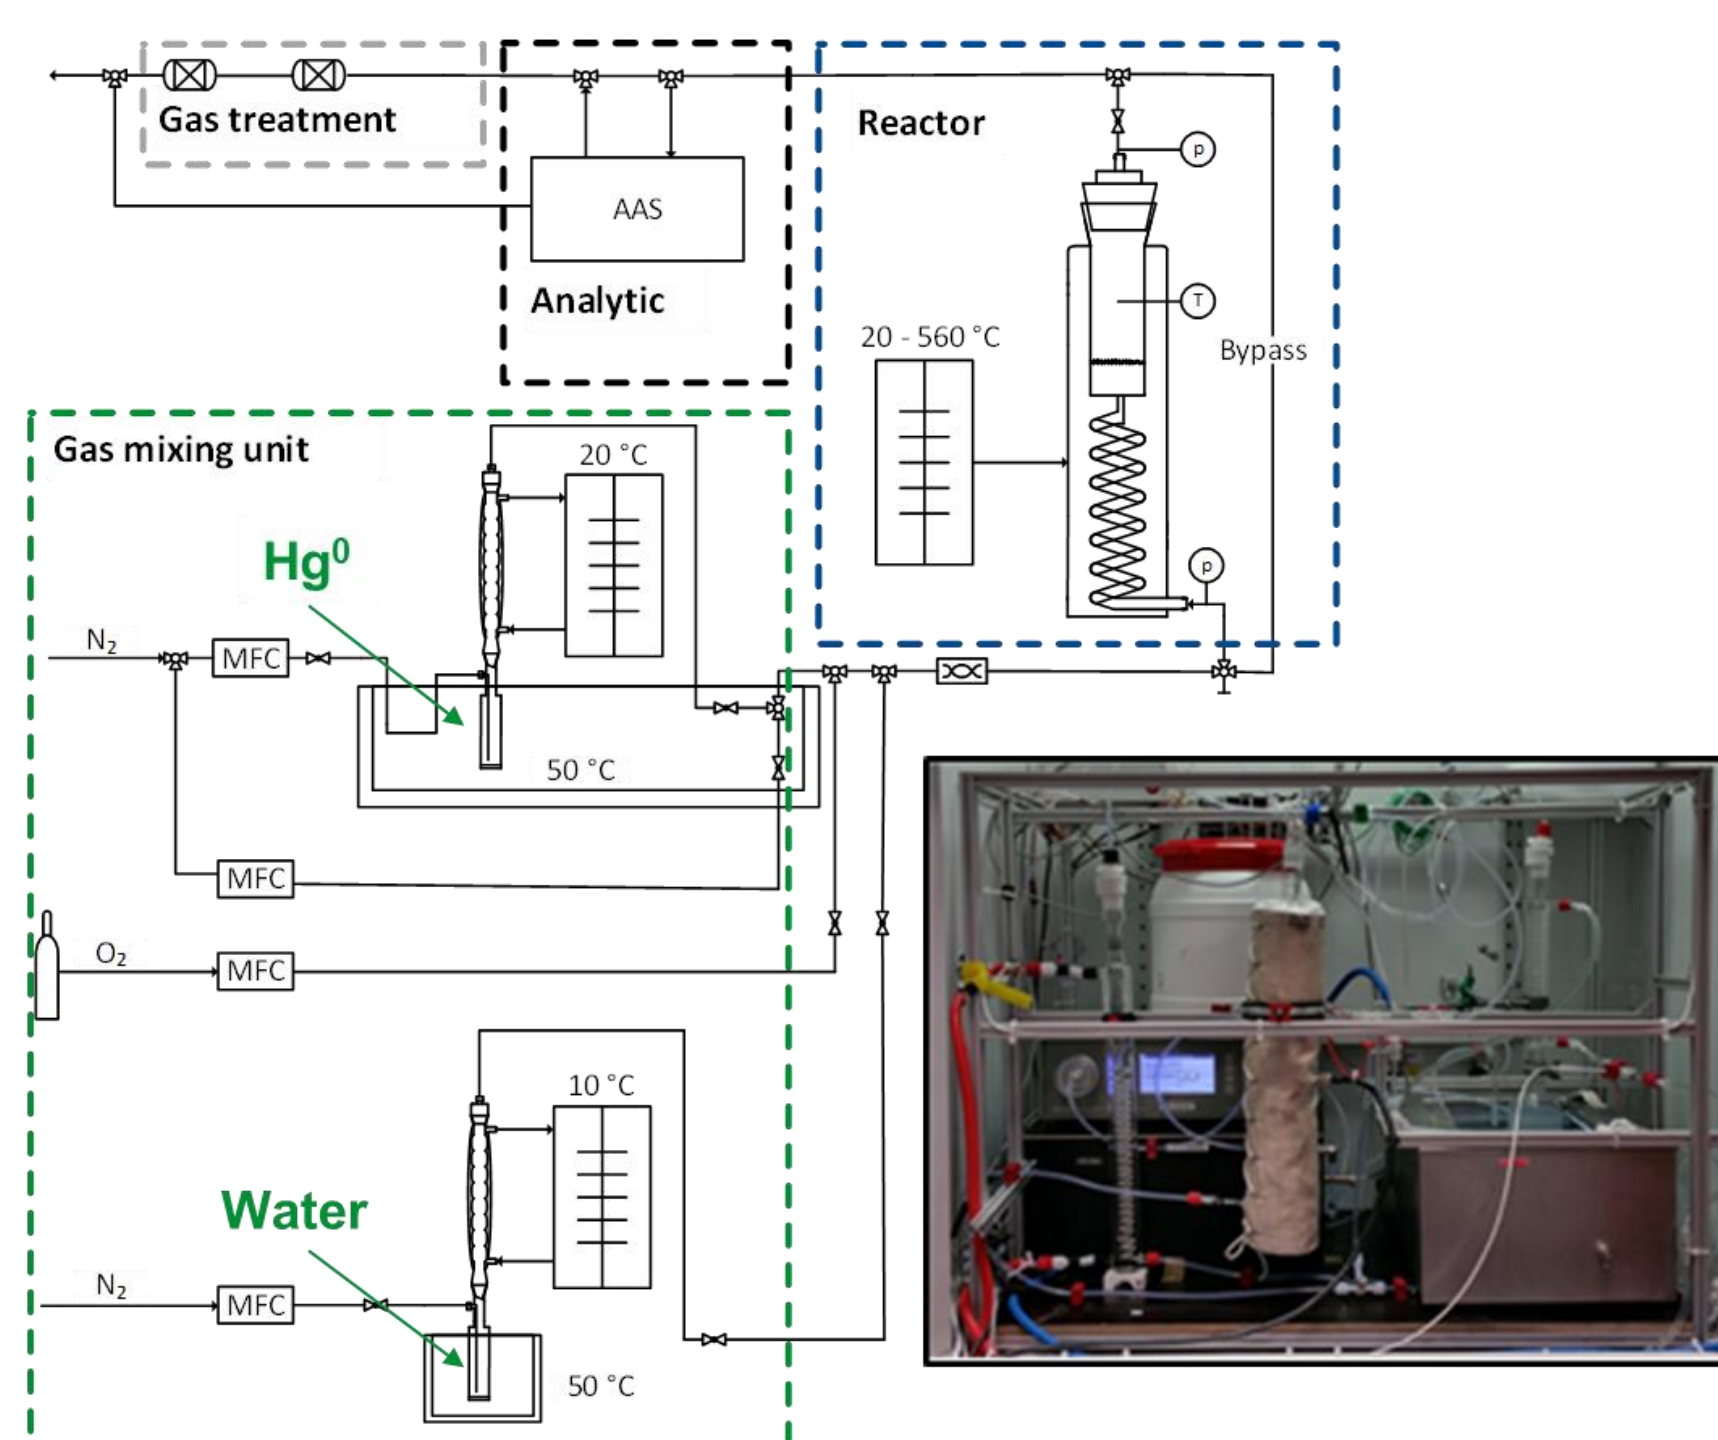 Gas treatment
AAS
Analytic
Reactor
p
T
20 - 560 °C
Bypass
p
Gas mixing unit
20 °C
Hg⁰
N₂
MFC
50 °C
MFC
O₂
MFC
10 °C
Water
N₂
MFC
50 °C